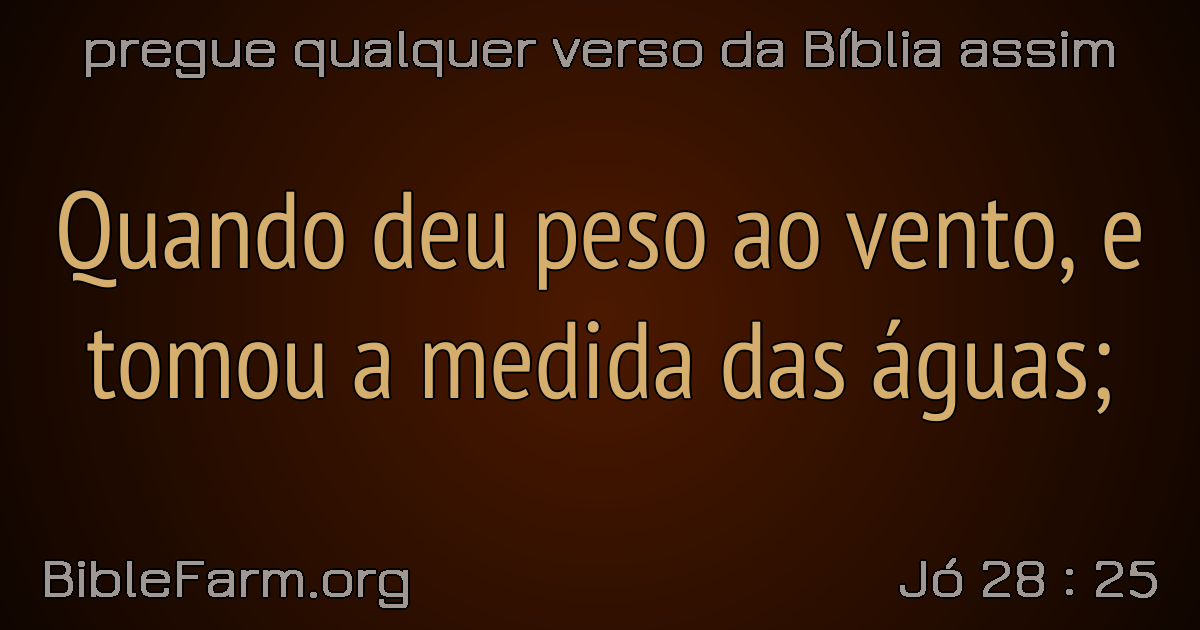 pregue qualquer verso da Bíblia assim
Quando deu peso ao vento, e
tomou a medida das águas;
BibleFarm.org
Jó 28 : 25